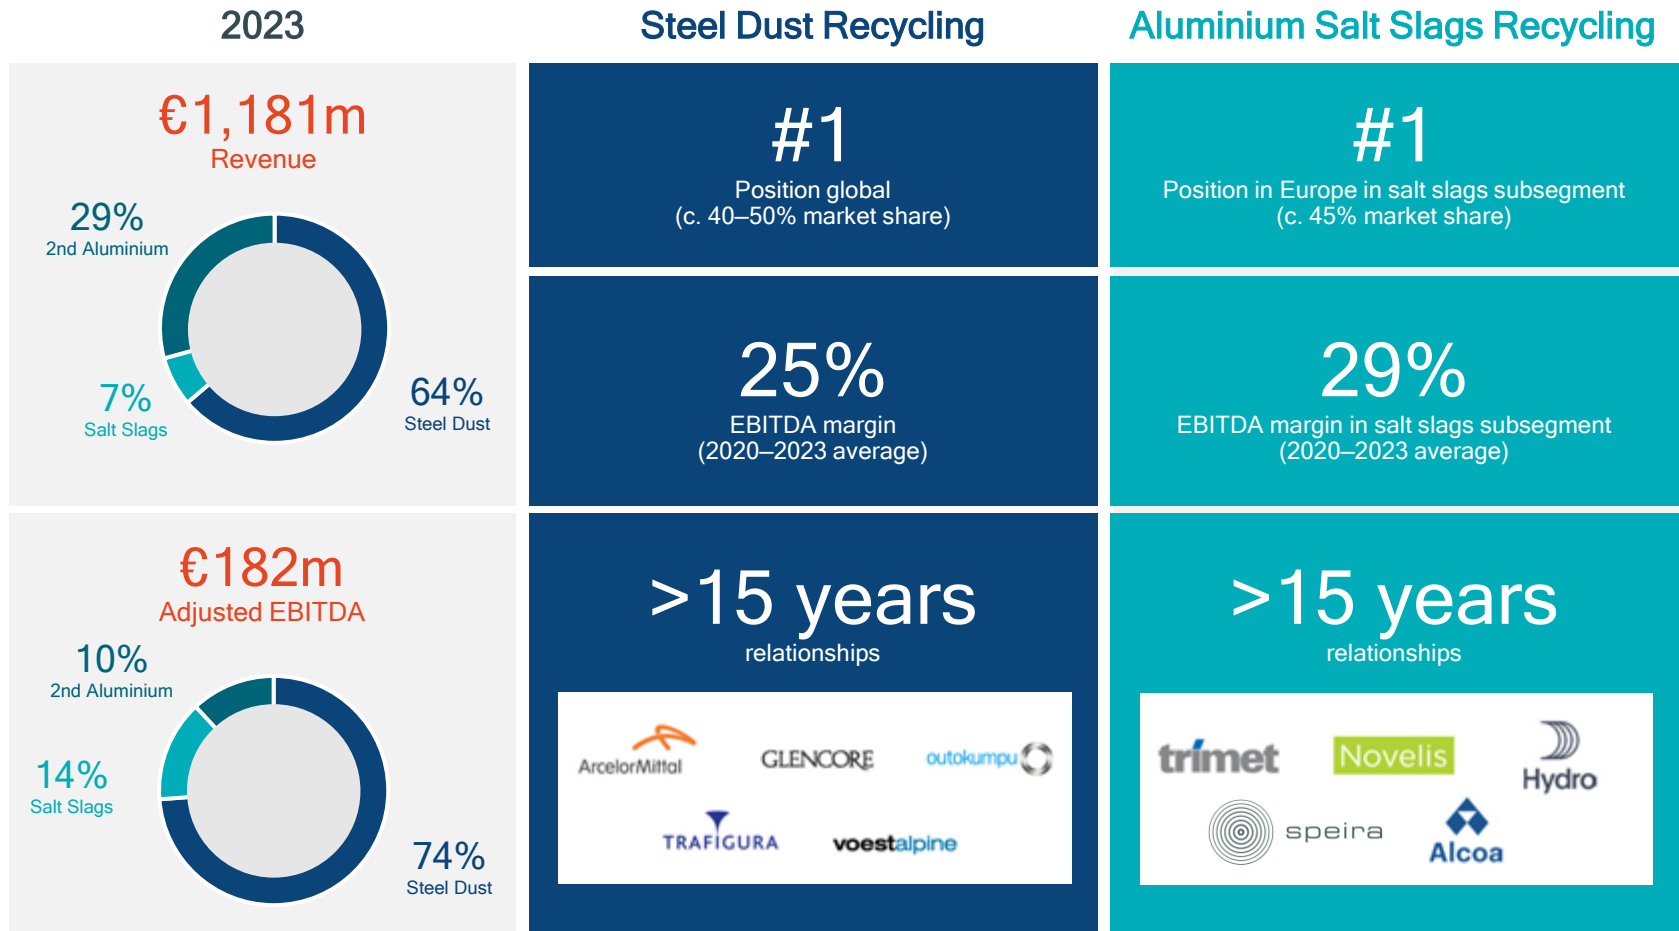 2023
€1,181m
Revenue
29%
2nd Aluminium
7%
Salt Slags
64%
Steel Dust
€182m
Adjusted EBITDA
10%
2nd Aluminium
14%
Salt Slags
74%
Steel Dust
Steel Dust Recycling
#1
Position global
(c. 40–50% market share)
25%
EBITDA margin
(2020–2023 average)
>15 years
relationships
ArcelorMittal
GLENCORE
outokumpu
TRAFIGURA
voestalpine
Aluminium Salt Slags Recycling
#1
Position in Europe in salt slags subsegment
(c. 45% market share)
29%
EBITDA margin in salt slags subsegment
(2020–2023 average)
>15 years
relationships
trimet
Novelis
Hydro
speira
Alcoa